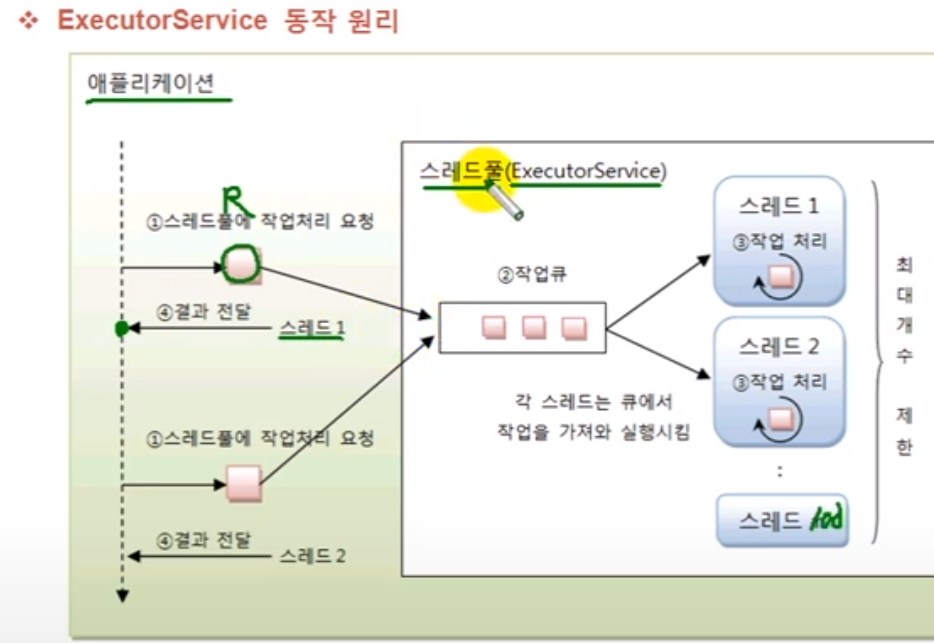 ExecutorService 동작 원리
애플리케이션
R
①스레드풀에 작업처리 요청
④결과 전달
스레드 1
①스레드풀에 작업처리 요청
④결과 전달
스레드 2
스레드풀(ExecutorService)
②작업큐
각 스레드는 큐에서
작업을 가져와 실행시킴
스레드 1
③작업 처리
스레드 2
③작업 처리
:
스레드 100
최
대
개
수
제
한